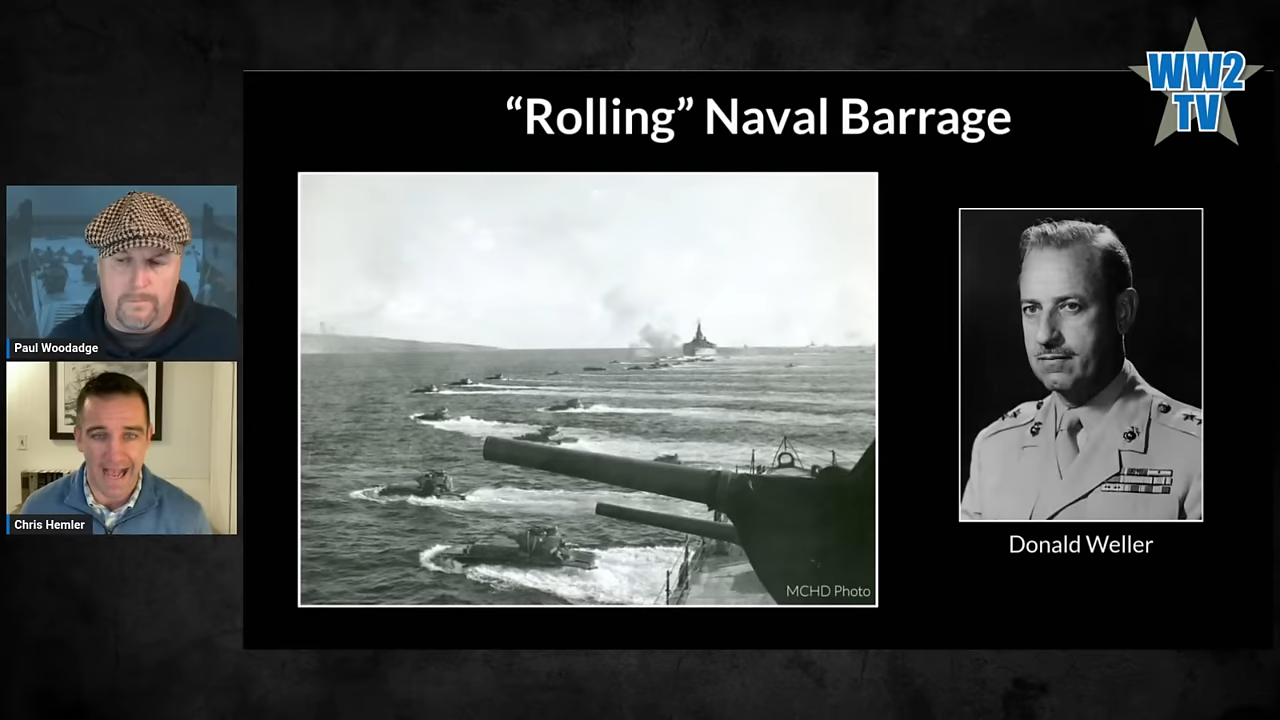 “Rolling” Naval Barrage
WW2
TV
Paul Woodadge
Chris Hemler
MCHD Photo
Donald Weller